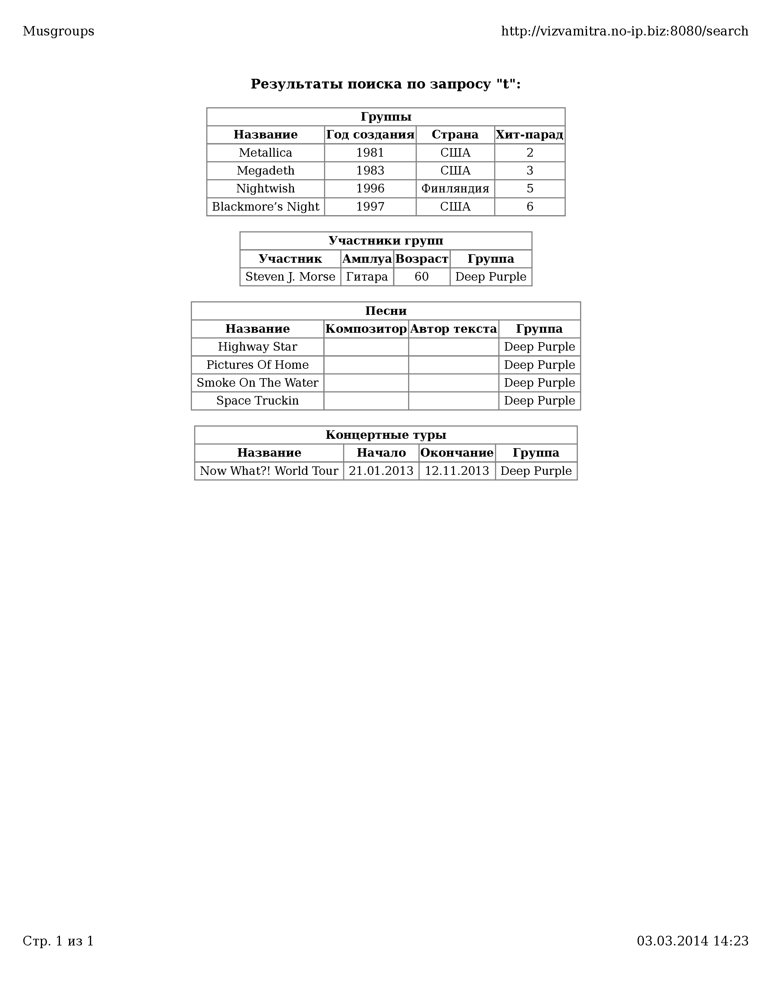 Musgroups http://vizvamitra.no-ip.biz:8080/search
Результаты поиска по запросу "t":
Группы
Название Год создания Страна Хит-парад
Metallica 1981 США 2
Megadeth 1983 США 3
Nightwish 1996 Финляндия 5
Blackmore’s Night 1997 США 6
Участники групп
Участник Амплуа Возраст Группа
Steven J. Morse Гитара 60 Deep Purple
Песни
Название Композитор Автор текста Группа
Highway Star Deep Purple
Pictures Of Home Deep Purple
Smoke On The Water Deep Purple
Space Truckin Deep Purple
Концертные туры
Название Начало Окончание Группа
Now What?! World Tour 21.01.2013 12.11.2013 Deep Purple
Стр. 1 из 1 03.03.2014 14:23